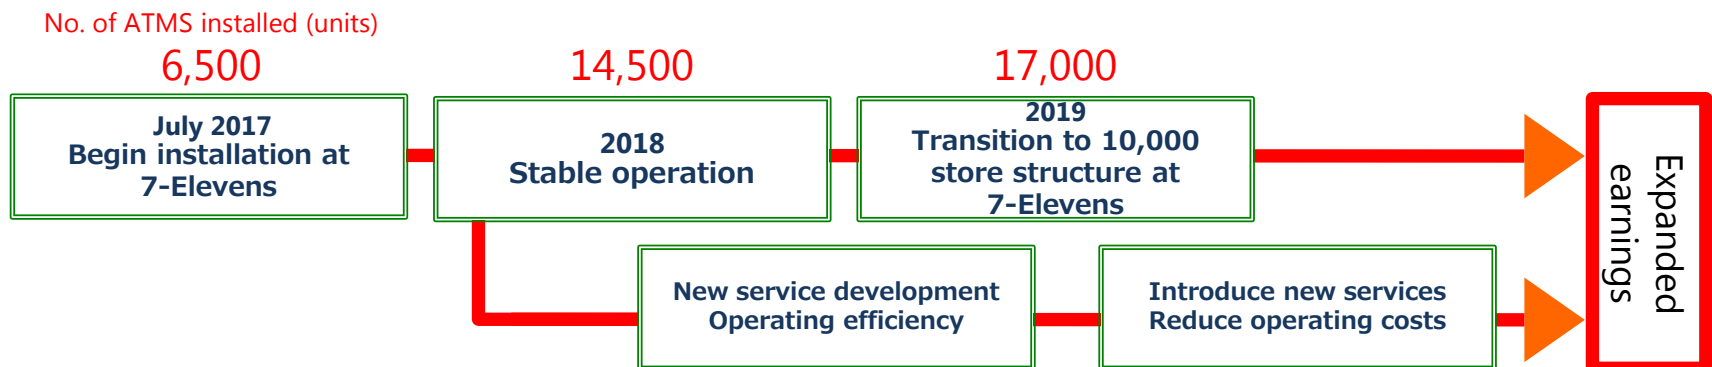 No. of ATMS installed (units)
6,500
14,500
17,000
July 2017
Begin installation at
7-Elevens
2018
Stable operation
2019
Transition to 10,000
store structure at
7-Elevens
New service development
Operating efficiency
Introduce new services
Reduce operating costs
Expanded
earnings